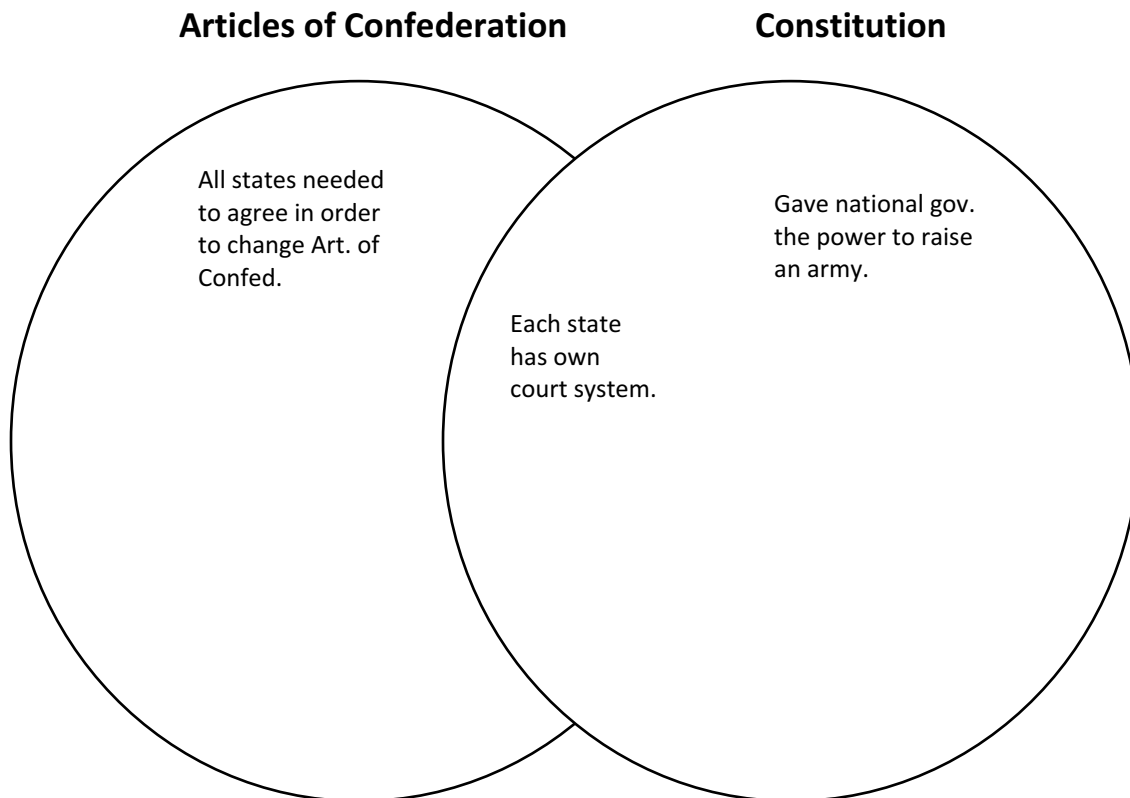 Articles of Confederation
Constitution
All states needed
to agree in order
to change Art. of
Confed.
Gave national gov.
the power to raise
an army.
Each state
has own
court system.